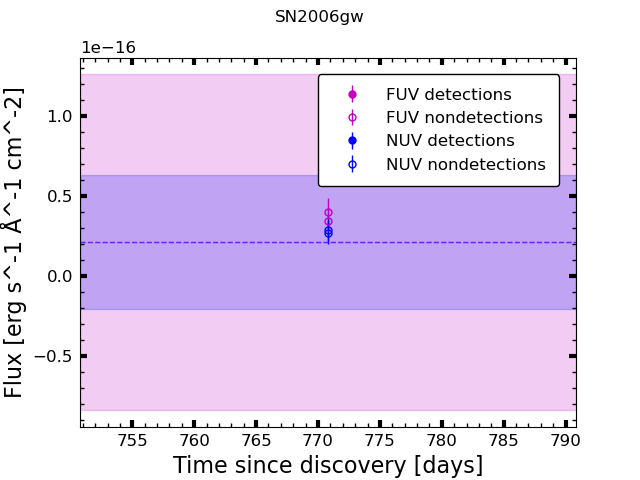 SN2006gw
1e−16
FUV detections
FUV nondetections
NUV detections
NUV nondetections
1.0
0.5
0.0
−0.5
Flux [erg s^-1 Å^-1 cm^-2]
755 760 765 770 775 780 785 790
Time since discovery [days]